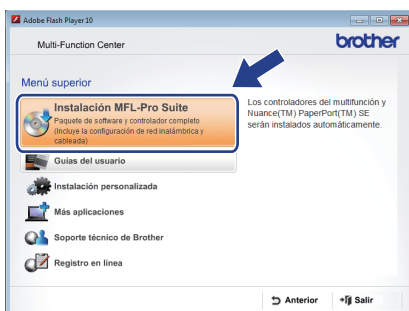 Adobe Flash Player 10
Multi-Function Center
brother
Menú superior
Instalación MFL-Pro Suite
Paquete de software y controlador completo
(Incluye la configuración de red inalámbrica y
cableada)
Los controladores del multifunción y
Nuance(TM) PaperPort(TM) SE
serán instalados automáticamente.
Guías del usuario
Instalación personalizada
Más aplicaciones
Soporte técnico de Brother
Registro en línea
Anterior
Salir